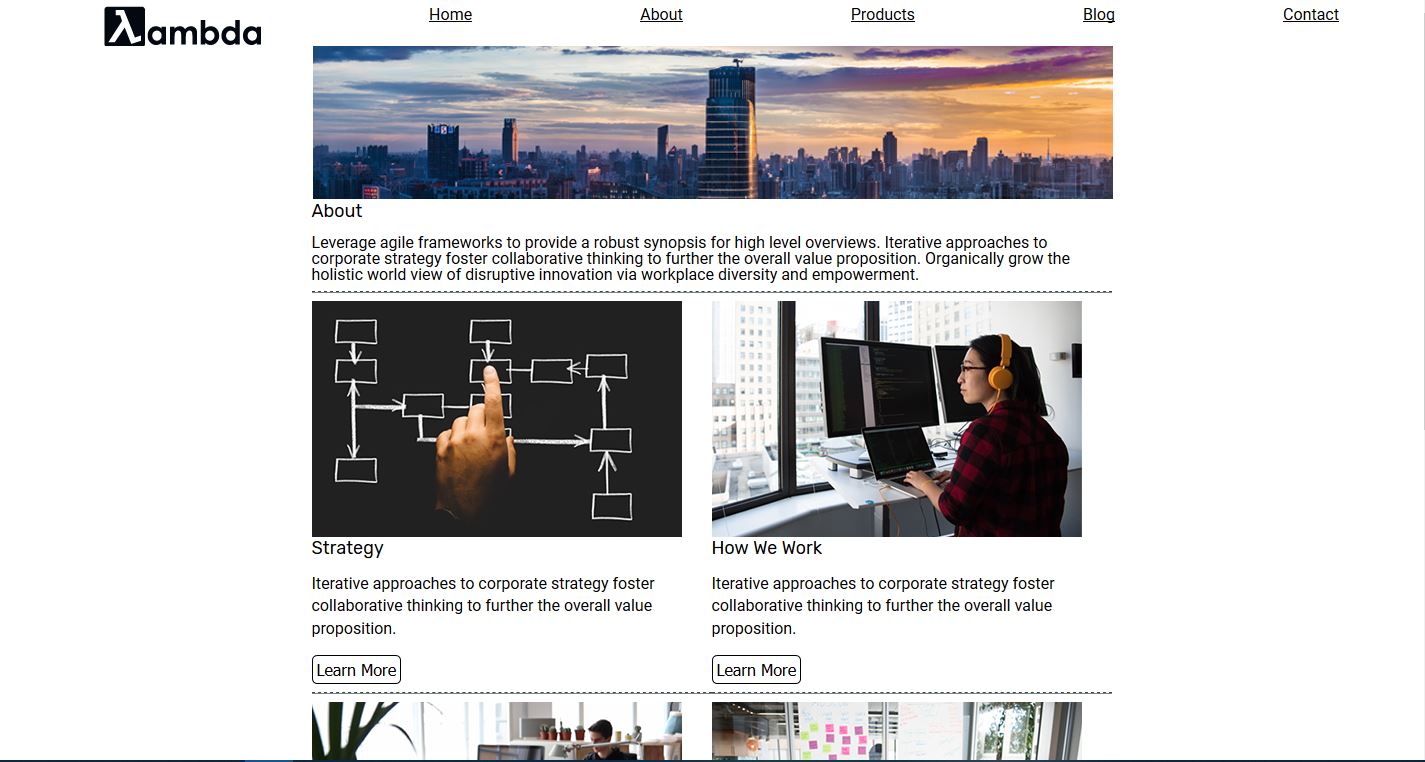 λambda
Home About Products Blog Contact
About
Leverage agile frameworks to provide a robust synopsis for high level overviews. Iterative approaches to
corporate strategy foster collaborative thinking to further the overall value proposition. Organically grow the
holistic world view of disruptive innovation via workplace diversity and empowerment.
Strategy
Iterative approaches to corporate strategy foster
collaborative thinking to further the overall value
proposition.
Learn More
How We Work
Iterative approaches to corporate strategy foster
collaborative thinking to further the overall value
proposition.
Learn More